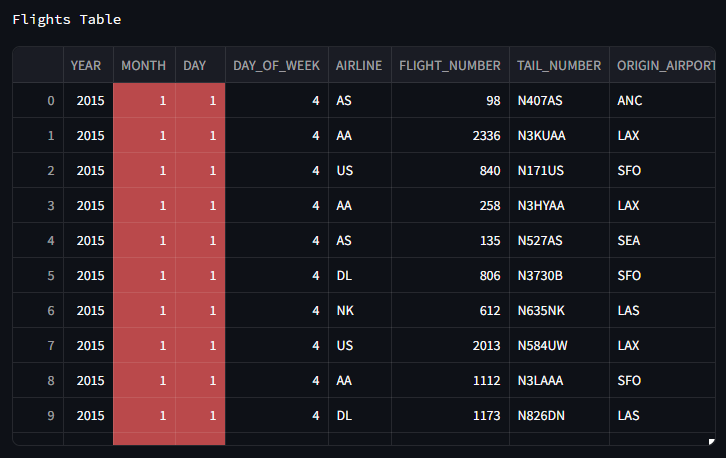 Flights Table
YEAR MONTH DAY DAY_OF_WEEK AIRLINE FLIGHT_NUMBER TAIL_NUMBER ORIGIN_AIRPORT
0 2015 1 1 4 AS 98 N407AS ANC
1 2015 1 1 4 AA 2336 N3KUAA LAX
2 2015 1 1 4 US 840 N171US SFO
3 2015 1 1 4 AA 258 N3HYAA LAX
4 2015 1 1 4 AS 135 N527AS SEA
5 2015 1 1 4 DL 806 N3730B SFO
6 2015 1 1 4 NK 612 N635NK LAS
7 2015 1 1 4 US 2013 N584UW LAX
8 2015 1 1 4 AA 1112 N3LAAA SFO
9 2015 1 1 4 DL 1173 N826DN LAS